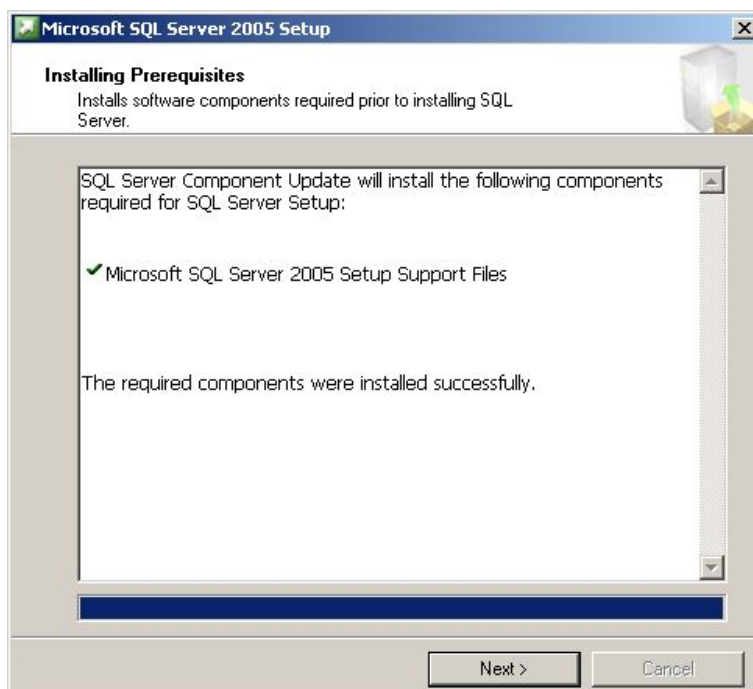 Microsoft SQL Server 2005 Setup
Installing Prerequisites
Installs software components required prior to installing SQL
Server.
SQL Server Component Update will install the following components
required for SQL Server Setup:
Microsoft SQL Server 2005 Setup Support Files
The required components were installed successfully.
Next >
Cancel